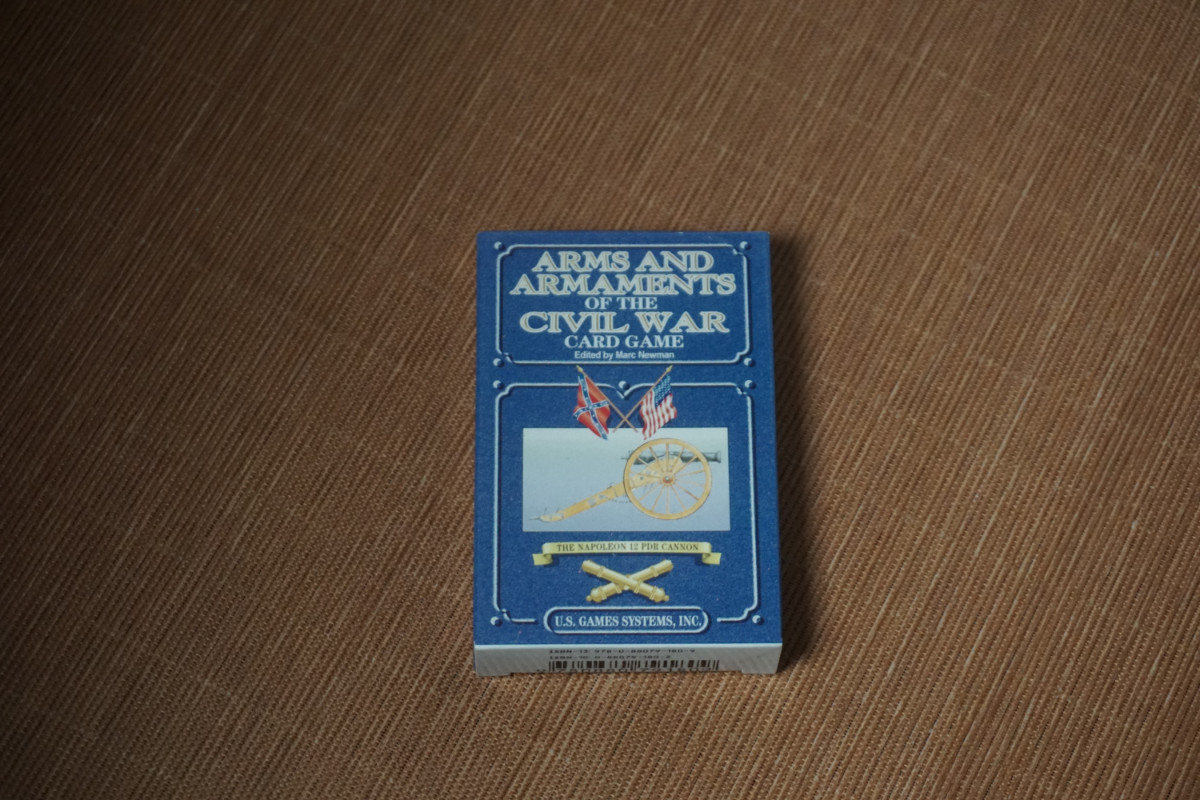 ARMS AND
ARMAMENTS
OF THE
CIVIL WAR
CARD GAME
Edited by Marc Newman
THE NAPOLEON 12 PDR CANNON
U.S. GAMES SYSTEMS, INC.